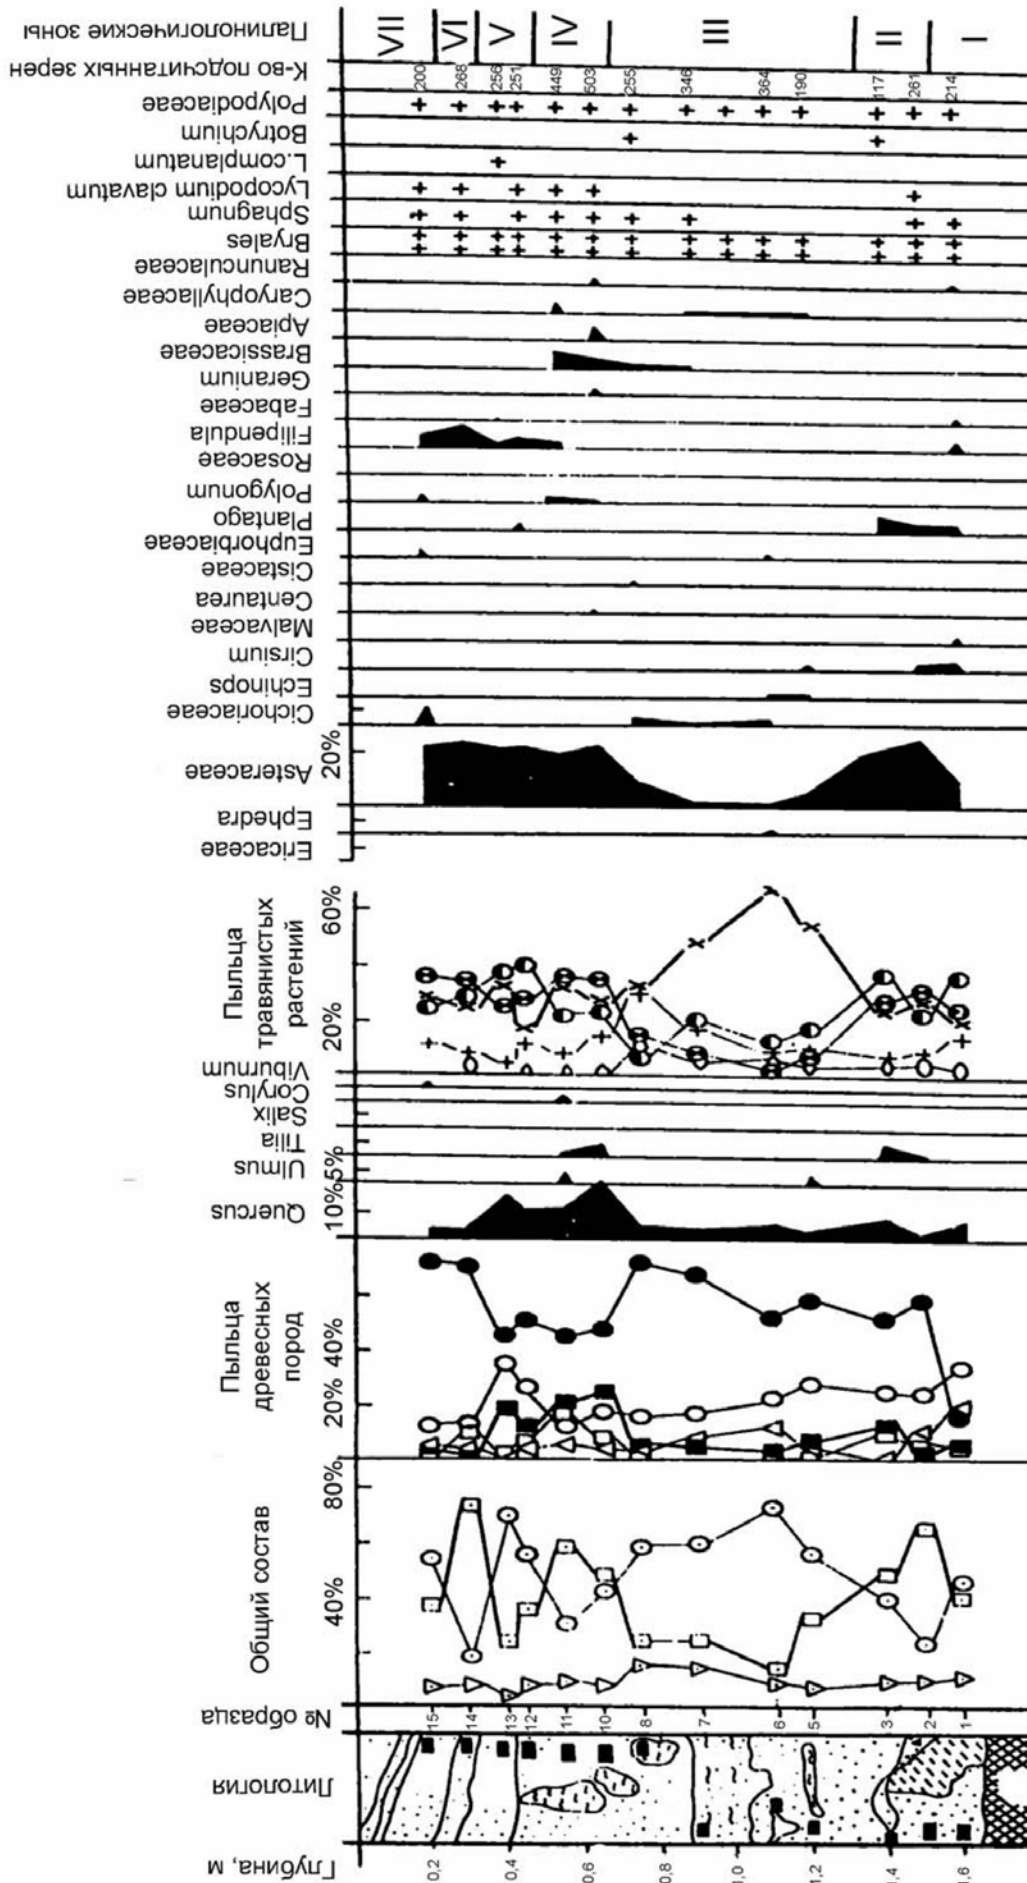 Глубина, м
Литология
№ образца
Общий состав
Пыльца
древесных
пород
Quercus
Ulmus
Tilia
Salix
Corylus
Viburnum
Пыльца
травянистых
растений
Ericaceae
Ephedra
Asteraceae
Cichoriaceae
Echinops
Cirsium
Malvaceae
Centaurea
Cistaceae
Euphorbiaceae
Plantago
Polygonum
Rosaceae
Filipendula
Fabaceae
Geranium
Brassicaceae
Apiaceae
Caryophyllaceae
Ranunculaceae
Bryales
Sphagnum
Lycopodium clavatum
L.complanatum
Botrychium
Polypodiaceae
К-во подсчитанных зерен
Палинологические зоны
40% 80%
20% 40%
10% 5%
20% 60%
20%
0,2 0,4 0,6 0,8 1,0 1,2 1,4 1,6
15 14 13 12 11 10 8 7 6 5 3 2 1
200 268 256 251 449 503 255 346 364 190 117 261 214
VII VI V IV III II I